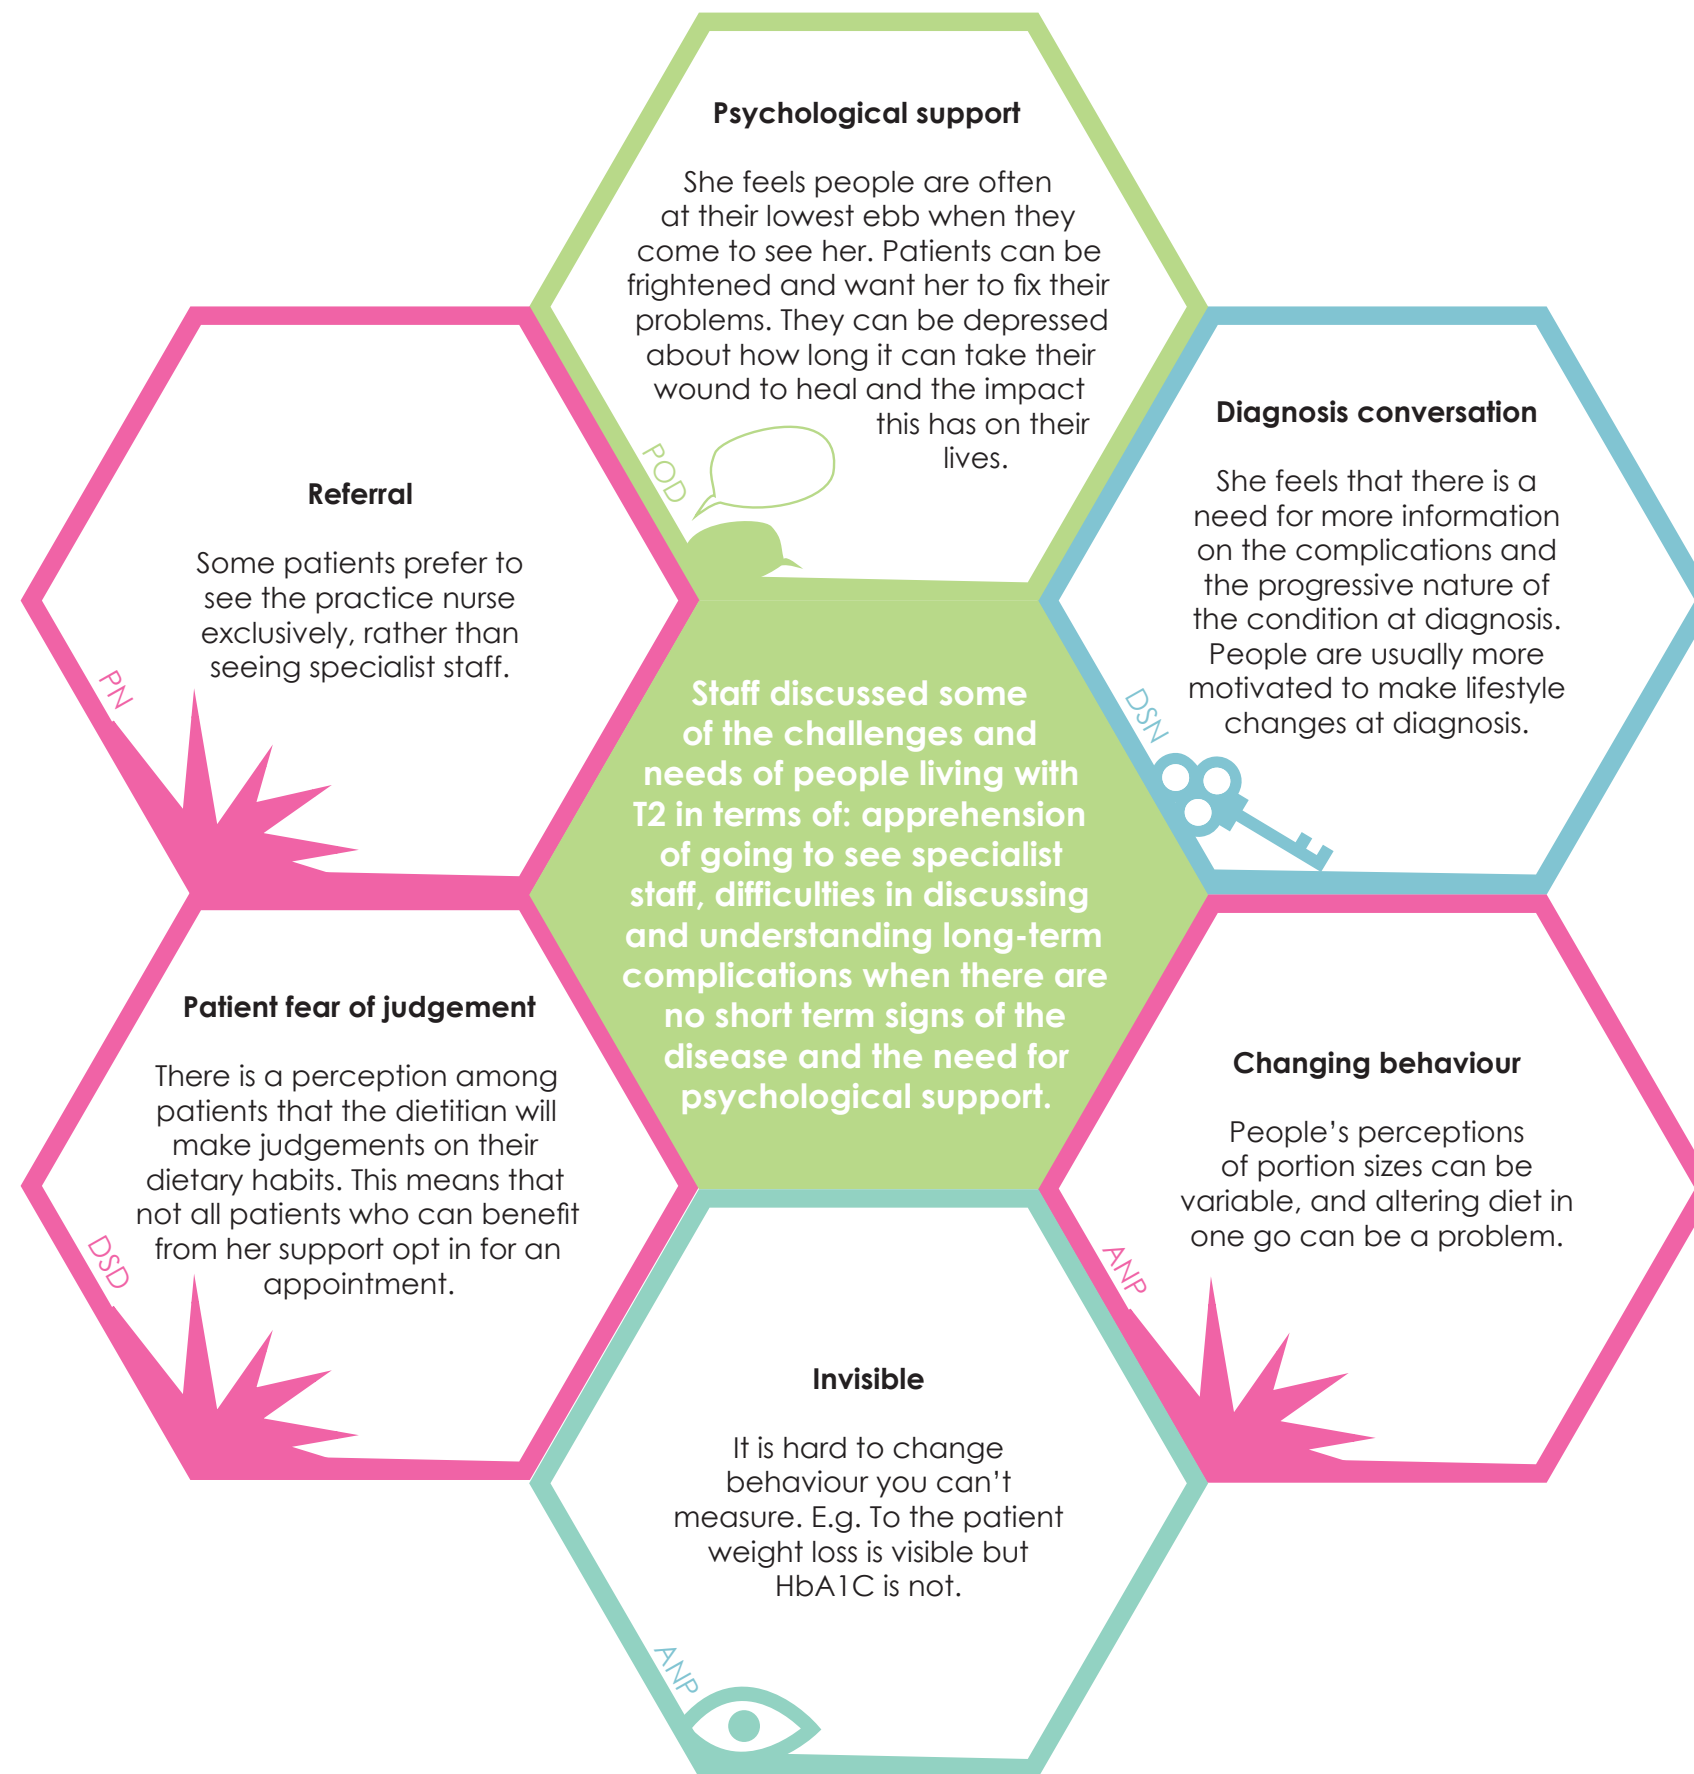 Psychological support
She feels people are often
at their lowest ebb when they
come to see her. Patients can be
frightened and want her to fix their
problems. They can be depressed
about how long it can take their
wound to heal and the impact
this has on their
lives.
POD
Referral
Some patients prefer to
see the practice nurse
exclusively, rather than
seeing specialist staff.
PN
Diagnosis conversation
She feels that there is a
need for more information
on the complications and
the progressive nature of
the condition at diagnosis.
People are usually more
motivated to make lifestyle
changes at diagnosis.
DSN
Staff discussed some
of the challenges and
needs of people living with
T2 in terms of: apprehension
of going to see specialist
staff, difficulties in discussing
and understanding long-term
complications when there are
no short term signs of the
disease and the need for
psychological support.
Patient fear of judgement
There is a perception among
patients that the dietitian will
make judgements on their
dietary habits. This means that
not all patients who can benefit
from her support opt in for an
appointment.
DSD
Changing behaviour
People's perceptions
of portion sizes can be
variable, and altering diet in
one go can be a problem.
ANP
Invisible
It is hard to change
behaviour you can't
measure. E.g. To the patient
weight loss is visible but
HbA1C is not.
ANP